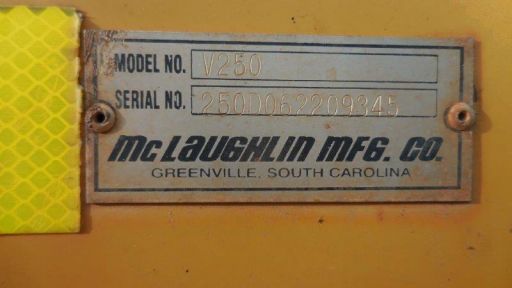 MODEL NO. V250
SERIAL NO. 250D062209345
McLAUGHLIN MFG. CO.
GREENVILLE, SOUTH CAROLINA